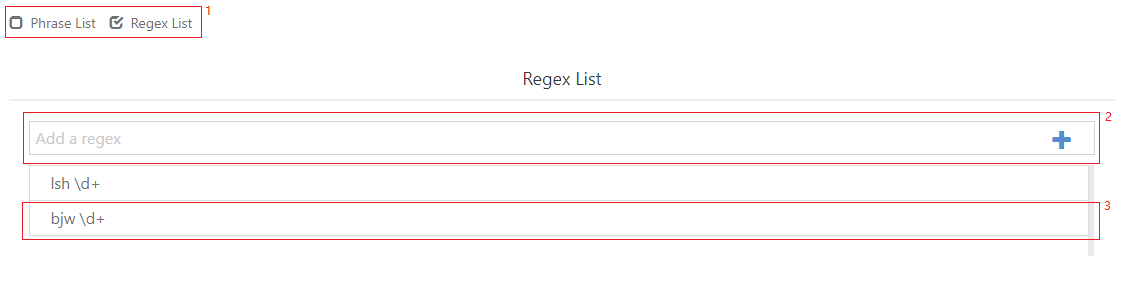 Phrase List Regex List 1
Regex List
2
Add a regex
lsh \d+
3
bjw \d+